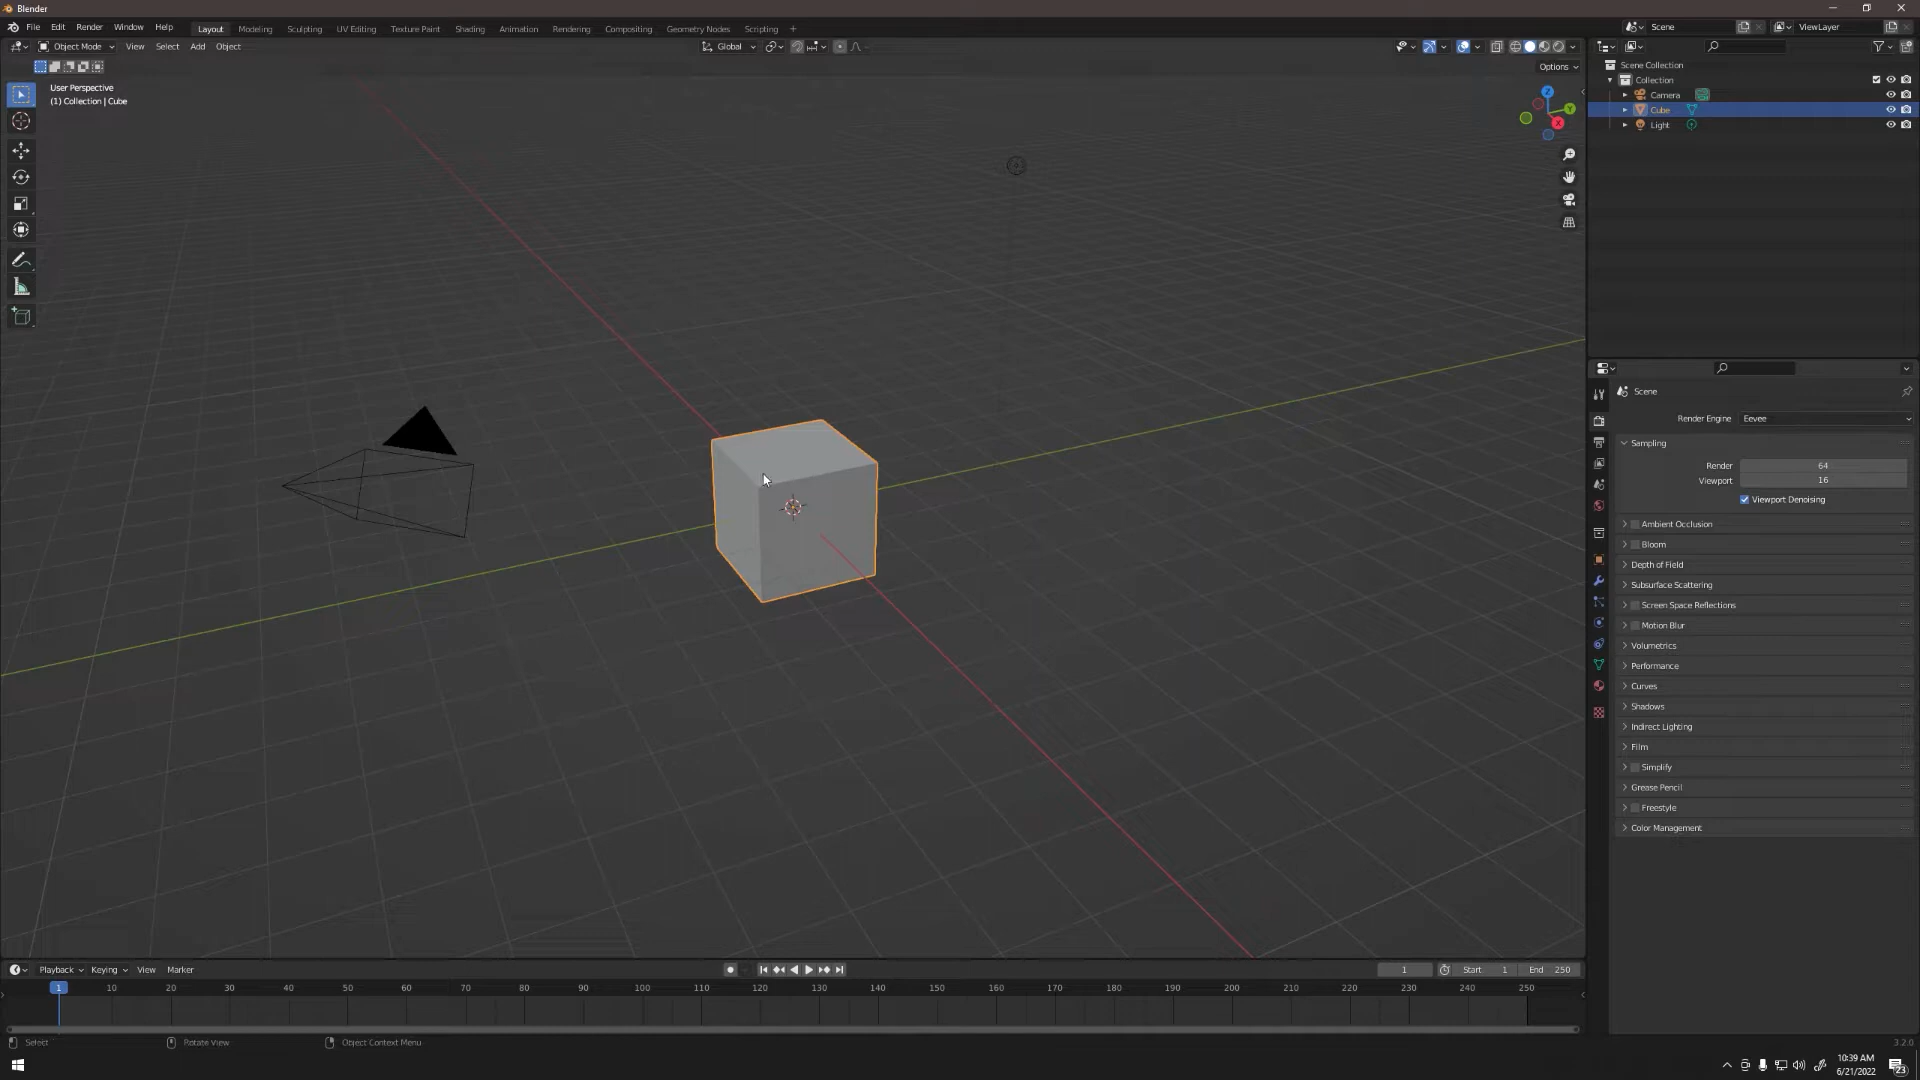 Blender
File Edit Render Window Help Layout Modeling Sculpting UV Editing Texture Paint Shading Animation Rendering Compositing Geometry Nodes Scripting + Scene ViewLayer
Object Mode View Select Add Object Global
Options
User Perspective
(1) Collection | Cube
Z
Y
X
Scene Collection
Collection
Camera
Cube
Light
Scene
Render Engine Eevee
Sampling
Render 64
Viewport 16
Viewport Denoising
Ambient Occlusion
Bloom
Depth of Field
Subsurface Scattering
Screen Space Reflections
Motion Blur
Volumetrics
Performance
Curves
Shadows
Indirect Lighting
Film
Simplify
Grease Pencil
Freestyle
Color Management
Playback Keying View Marker 1 Start 1 End 250
1 10 20 30 40 50 60 70 80 90 100 110 120 130 140 150 160 170 180 190 200 210 220 230 240 250
Select Rotate View Object Context Menu 3.2.0
10:39 AM
6/21/2022
23